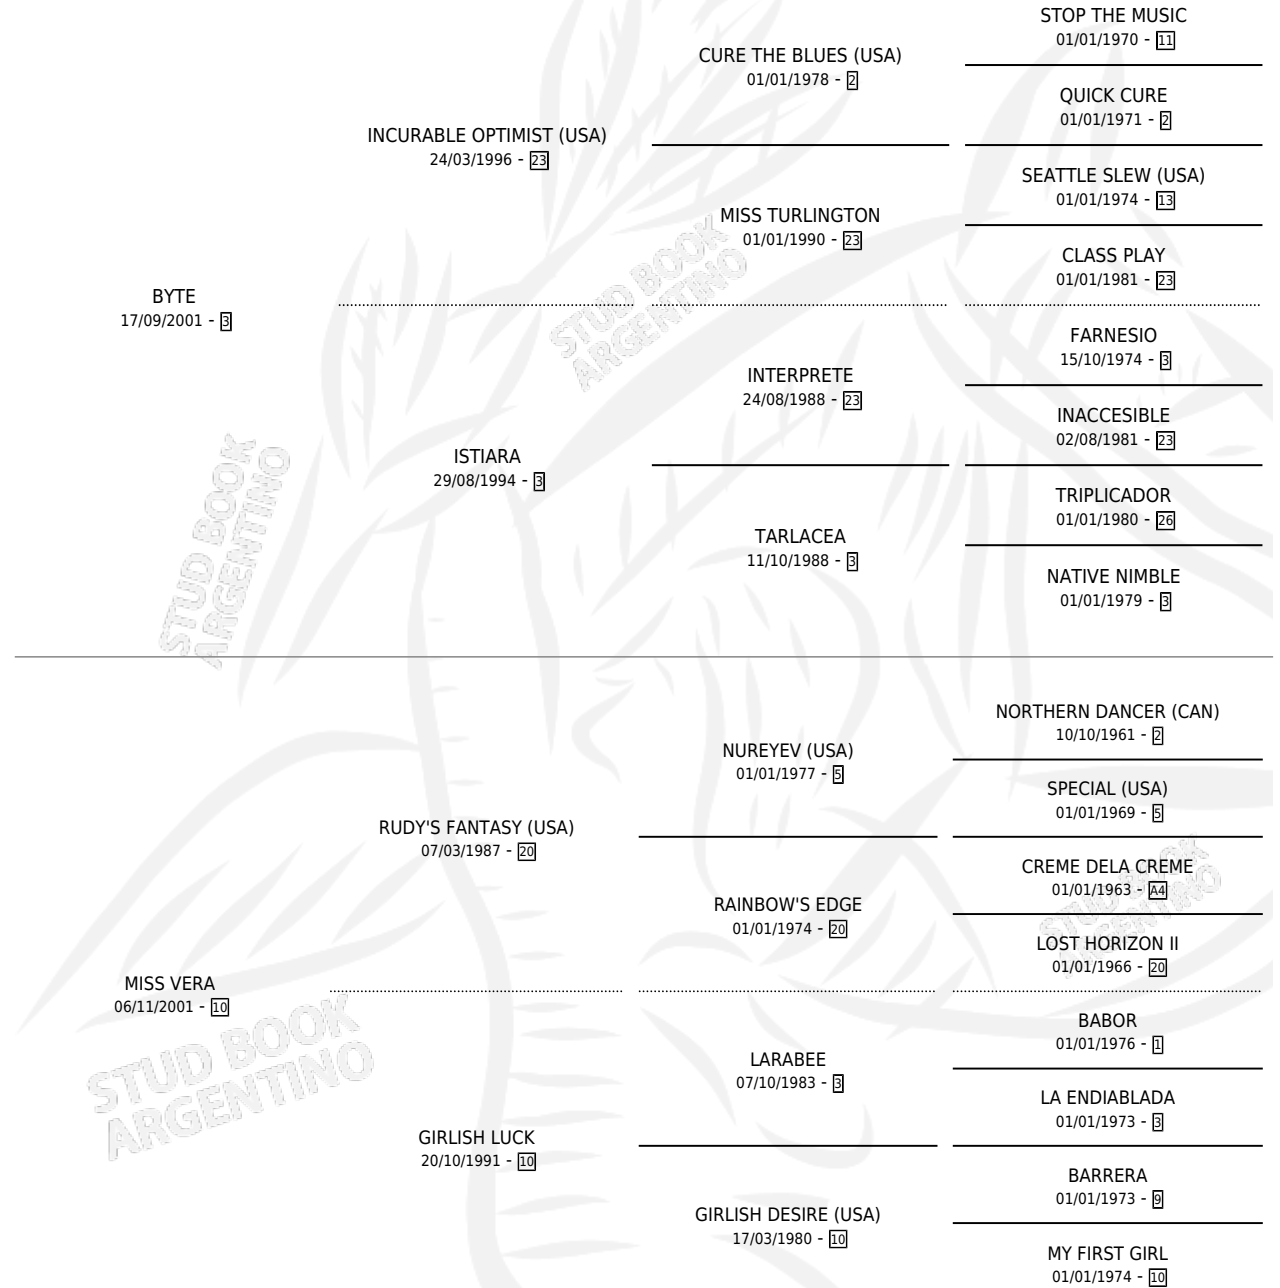 STOP THE MUSIC
01/01/1970 - 11
CURE THE BLUES (USA)
01/01/1978 - 2
QUICK CURE
01/01/1971 - 2
INCURABLE OPTIMIST (USA)
24/03/1996 - 23
SEATTLE SLEW (USA)
01/01/1974 - 13
MISS TURLINGTON
01/01/1990 - 23
CLASS PLAY
01/01/1981 - 23
BYTE
17/09/2001 - 3
FARNESIO
15/10/1974 - 3
INTERPRETE
24/08/1988 - 23
INACCESIBLE
02/08/1981 - 23
ISTIARA
29/08/1994 - 3
TRIPLICADOR
01/01/1980 - 26
TARLACEA
11/10/1988 - 3
NATIVE NIMBLE
01/01/1979 - 3
NORTHERN DANCER (CAN)
10/10/1961 - 2
NUREYEV (USA)
01/01/1977 - 5
SPECIAL (USA)
01/01/1969 - 5
RUDY'S FANTASY (USA)
07/03/1987 - 20
CREME DELA CREME
01/01/1963 - A4
RAINBOW'S EDGE
01/01/1974 - 20
LOST HORIZON II
01/01/1966 - 20
MISS VERA
06/11/2001 - 10
BABOR
01/01/1976 - 1
LARABEE
07/10/1983 - 3
LA ENDIABLADA
01/01/1973 - 3
GIRLISH LUCK
20/10/1991 - 10
BARRERA
01/01/1973 - 9
GIRLISH DESIRE (USA)
17/03/1980 - 10
MY FIRST GIRL
01/01/1974 - 10
STUD BOOK
ARGENTINO
STUD BOOK
ARGENTINO
STUD BOOK
ARGENTINO
STUD BOOK
ARGENTINO